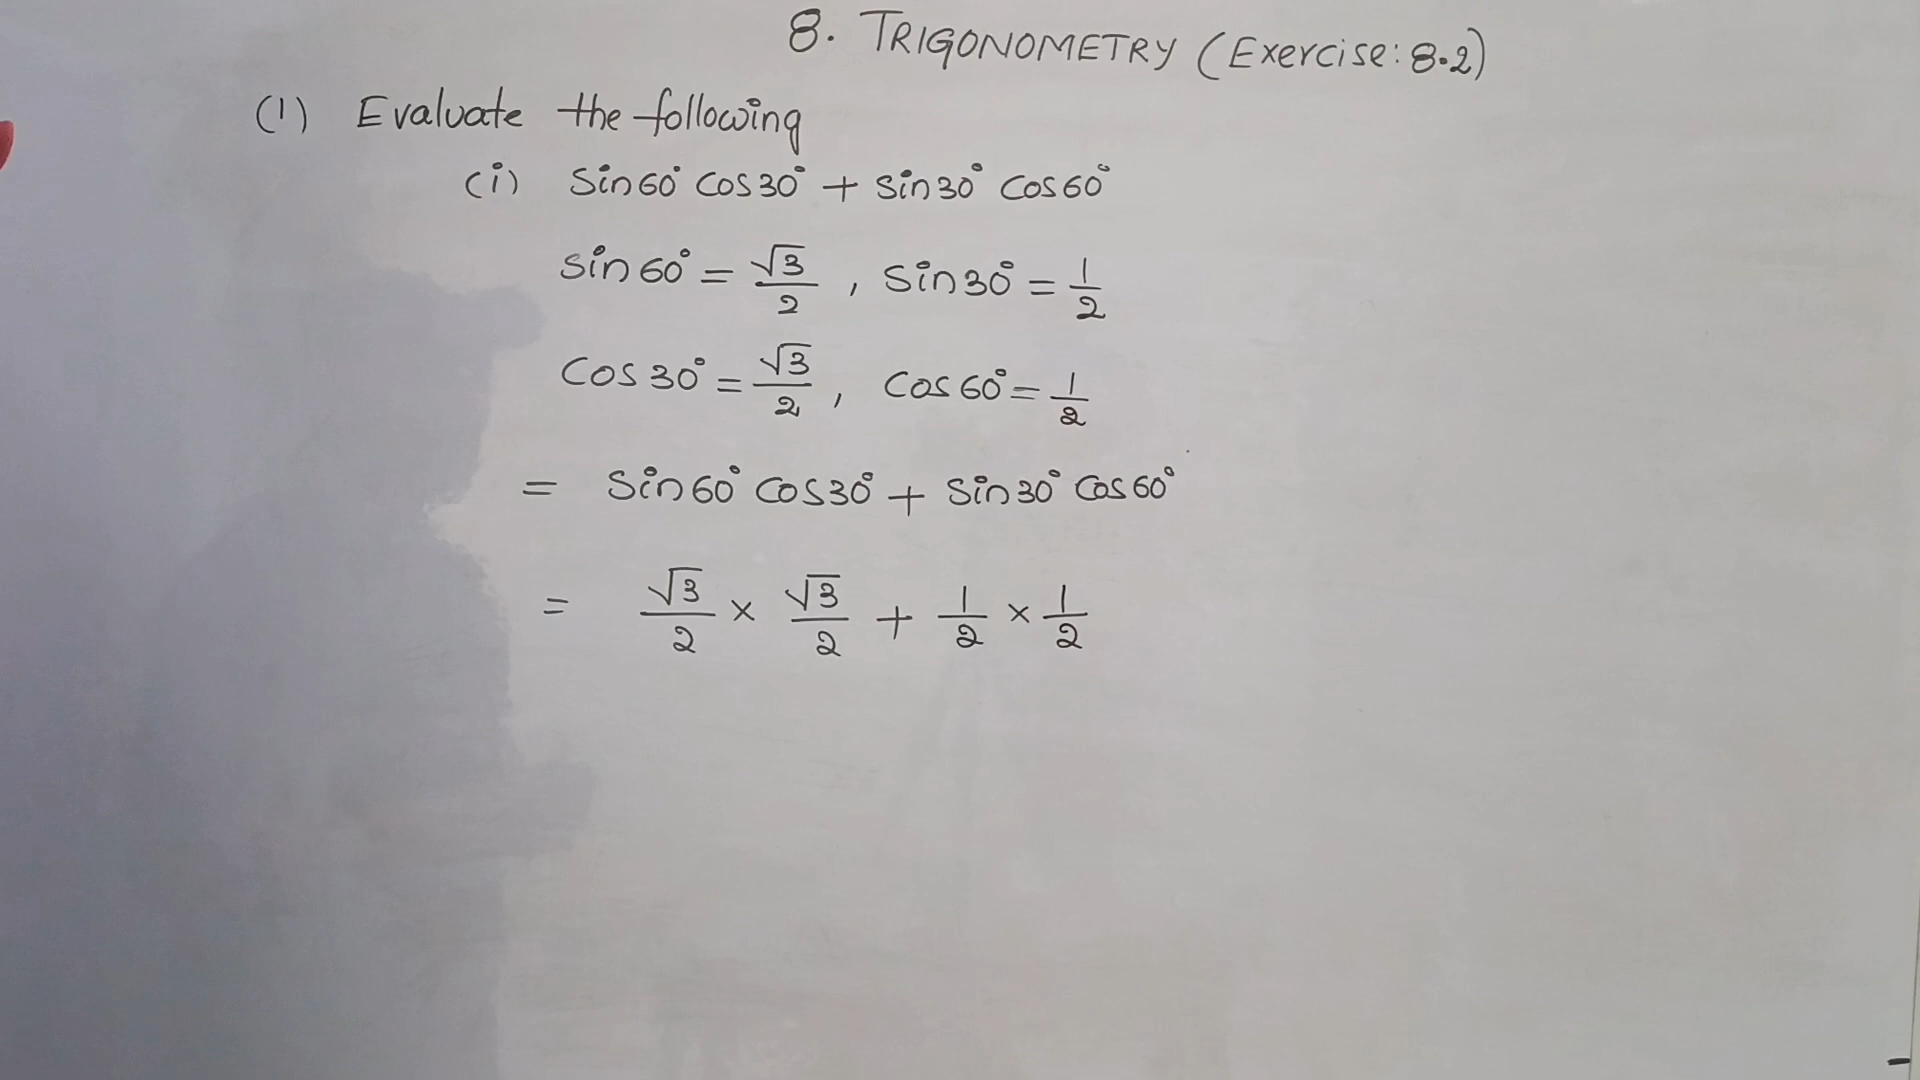 8. TRIGONOMETRY (Exercise: 8.2)
(1) Evaluate the following
(i) Sin60° Cos30° + Sin30° Cos60°
Sin60° = √3/2 , Sin30° = 1/2
Cos30° = √3/2 , Cos60° = 1/2
= Sin60° Cos30° + Sin30° Cos60°
= √3/2 × √3/2 + 1/2 × 1/2